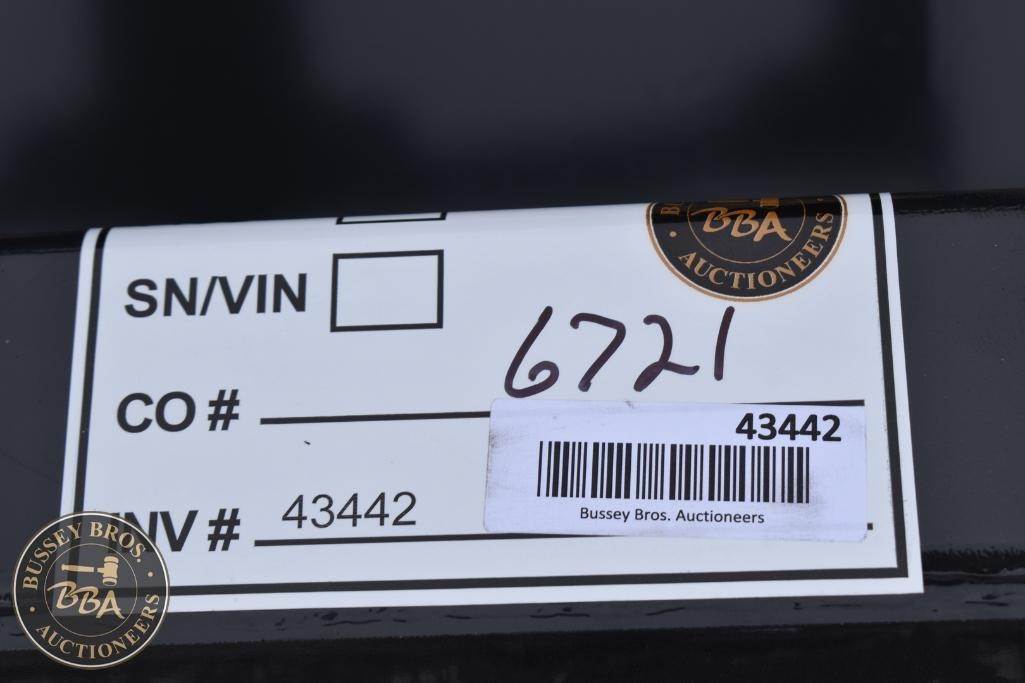 BBA
AUCTIONEERS
SN/VIN
6721
CO #
43442
Bussey Bros. Auctioneers
INV # 43442
BUSSEY BROS.
BBA
AUCTIONEERS